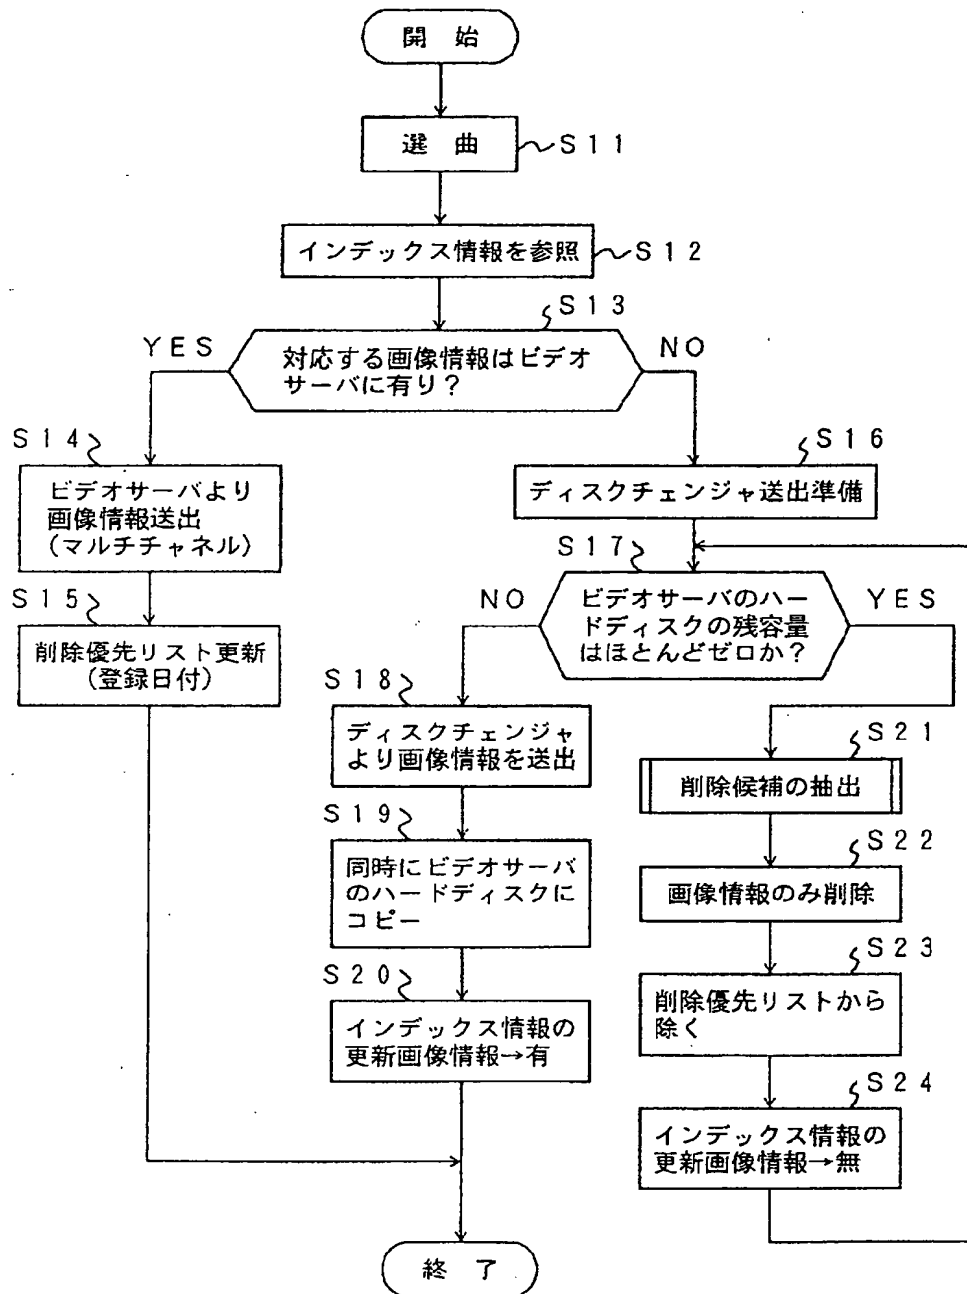 開 始
選 曲
S11
インデックス情報を参照
S12
S13
対応する画像情報はビデオ
サーバに有り?
YES
NO
S14
ビデオサーバより
画像情報送出
(マルチチャネル)
S15
削除優先リスト更新
(登録日付)
S16
ディスクチェンジャ送出準備
S17
ビデオサーバのハー
ドディスクの残容量
はほとんどゼロか?
NO
YES
S18
ディスクチェンジャ
より画像情報を送出
S19
同時にビデオサーバ
のハードディスクに
コピー
S20
インデックス情報の
更新画像情報→有
S21
削除候補の抽出
S22
画像情報のみ削除
S23
削除優先リストから
除く
S24
インデックス情報の
更新画像情報→無
終 了